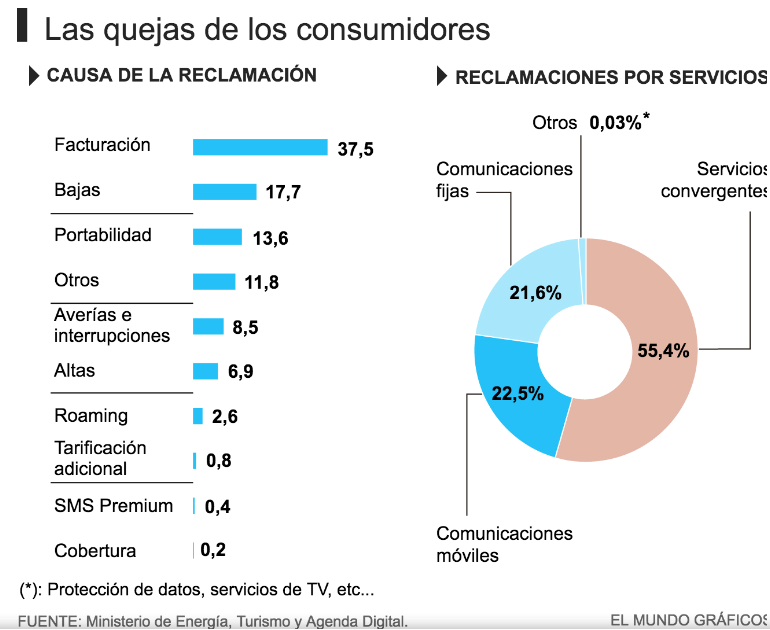 Las quejas de los consumidores
CAUSA DE LA RECLAMACIÓN
Facturación 37,5
Bajas 17,7
Portabilidad 13,6
Otros 11,8
Averías e
interrupciones 8,5
Altas 6,9
Roaming 2,6
Tarificación
adicional 0,8
SMS Premium 0,4
Cobertura 0,2
RECLAMACIONES POR SERVICIOS
Otros 0,03%*
Comunicaciones
fijas
Servicios
convergentes
21,6%
55,4%
22,5%
Comunicaciones
móviles
(*): Protección de datos, servicios de TV, etc...
FUENTE: Ministerio de Energía, Turismo y Agenda Digital.
EL MUNDO GRÁFICOS